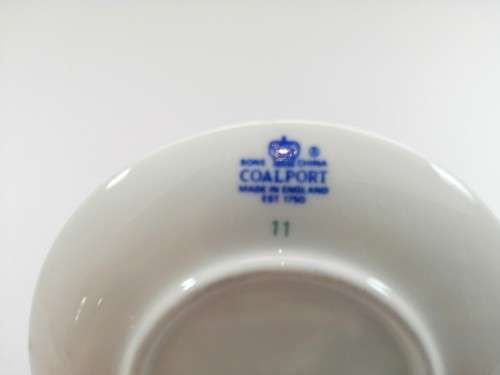 BONE CHINA ®
COALPORT
MADE IN ENGLAND
EST 1750
11